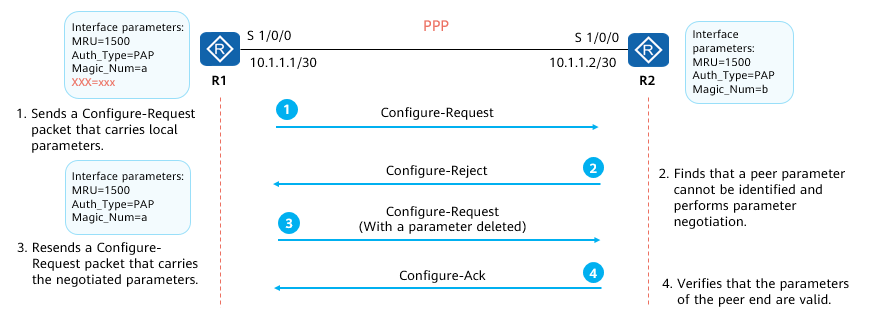 Interface parameters:
MRU=1500
Auth_Type=PAP
Magic_Num=a
XXX=xxx
S 1/0/0
10.1.1.1/30
R
R1
PPP
S 1/0/0
10.1.1.2/30
R
R2
Interface
parameters:
MRU=1500
Auth_Type=PAP
Magic_Num=b
1. Sends a Configure-Request
packet that carries local
parameters.
1
Configure-Request
Configure-Reject
2
2. Finds that a peer parameter
cannot be identified and
performs parameter
negotiation.
Interface parameters:
MRU=1500
Auth_Type=PAP
Magic_Num=a
3. Resends a Configure-
Request packet that carries
the negotiated parameters.
3
Configure-Request
(With a parameter deleted)
Configure-Ack
4
4. Verifies that the parameters
of the peer end are valid.